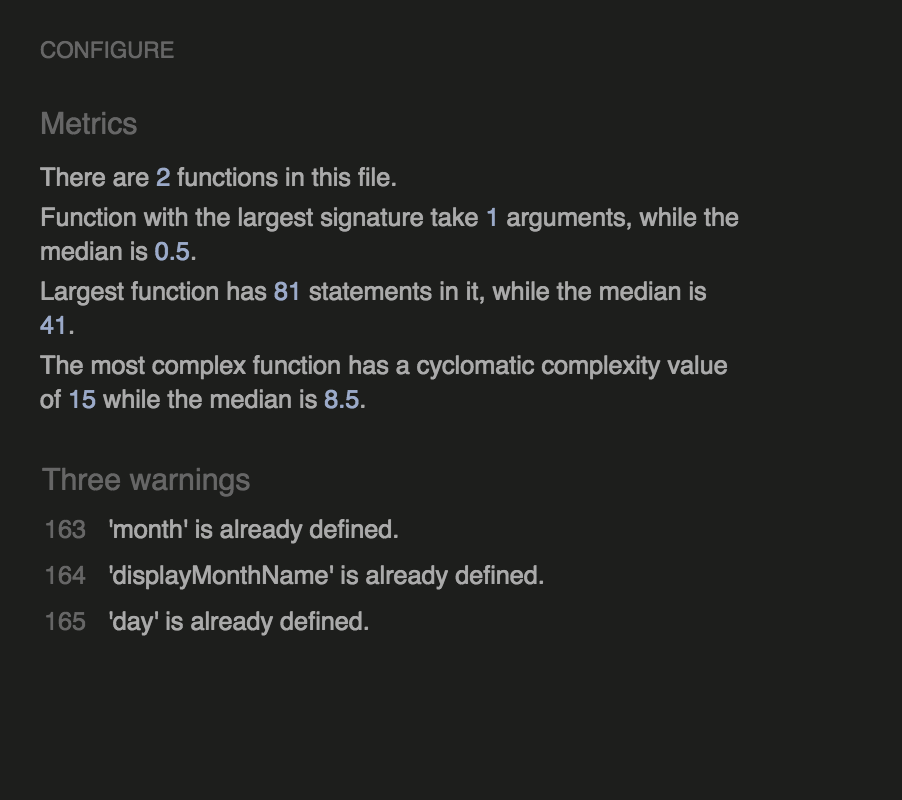 CONFIGURE
Metrics
There are 2 functions in this file.
Function with the largest signature take 1 arguments, while the
median is 0.5.
Largest function has 81 statements in it, while the median is
41.
The most complex function has a cyclomatic complexity value
of 15 while the median is 8.5.
Three warnings
163 'month' is already defined.
164 'displayMonthName' is already defined.
165 'day' is already defined.